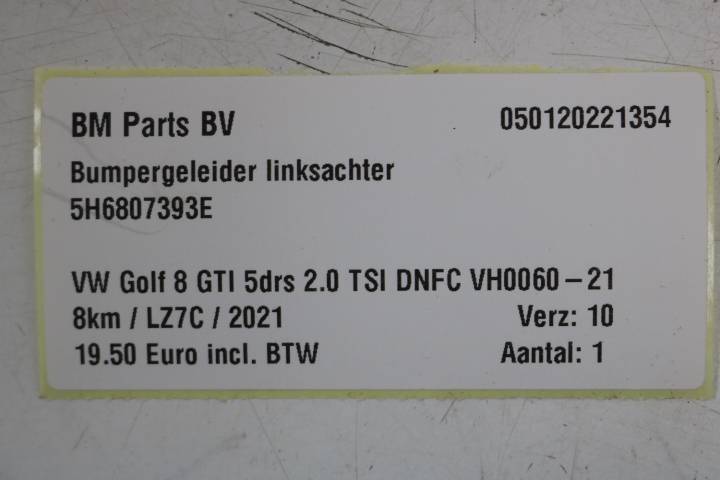 BM Parts BV 050120221354
Bumpergeleider linksachter
5H6807393E
VW Golf 8 GTI 5drs 2.0 TSI DNFC VH0060-21
8km / LZ7C / 2021 Verz: 10
19.50 Euro incl. BTW Aantal: 1